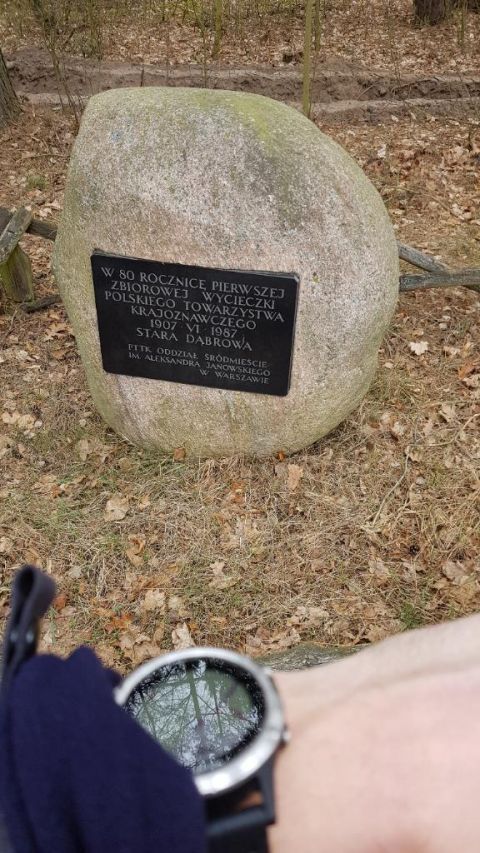 W 80 ROCZNICĘ PIERWSZEJ
ZBIOROWEJ WYCIECZKI
POLSKIEGO TOWARZYSTWA
KRAJOZNAWCZEGO
1907 · VI · 1987
STARA DĄBROWA
PTTK ODDZIAŁ ŚRÓDMIEŚCIE
IM. ALEKSANDRA JANOWSKIEGO
W WARSZAWIE